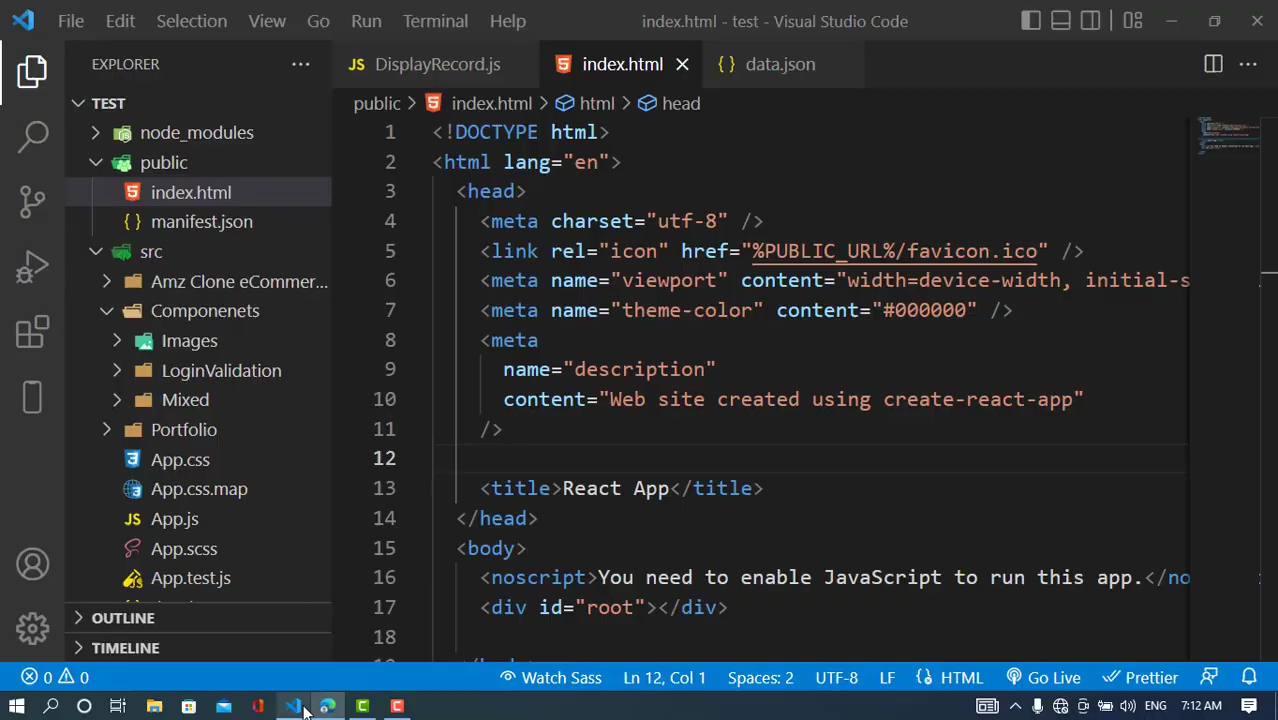 File Edit Selection View Go Run Terminal Help index.html - test - Visual Studio Code
EXPLORER
TEST
node_modules
public
index.html
manifest.json
src
Amz Clone eCommer...
Componenets
Images
LoginValidation
Mixed
Portfolio
App.css
App.css.map
App.js
App.scss
App.test.js
OUTLINE
TIMELINE
JS DisplayRecord.js index.html {} data.json
public > index.html > html > head
1 <!DOCTYPE html>
2 <html lang="en">
3 <head>
4 <meta charset="utf-8" />
5 <link rel="icon" href="%PUBLIC_URL%/favicon.ico" />
6 <meta name="viewport" content="width=device-width, initial-s
7 <meta name="theme-color" content="#000000" />
8 <meta
9 name="description"
10 content="Web site created using create-react-app"
11 />
12
13 <title>React App</title>
14 </head>
15 <body>
16 <noscript>You need to enable JavaScript to run this app.</no
17 <div id="root"></div>
18
0 0 Watch Sass Ln 12, Col 1 Spaces: 2 UTF-8 LF {} HTML Go Live Prettier
ENG 7:12 AM